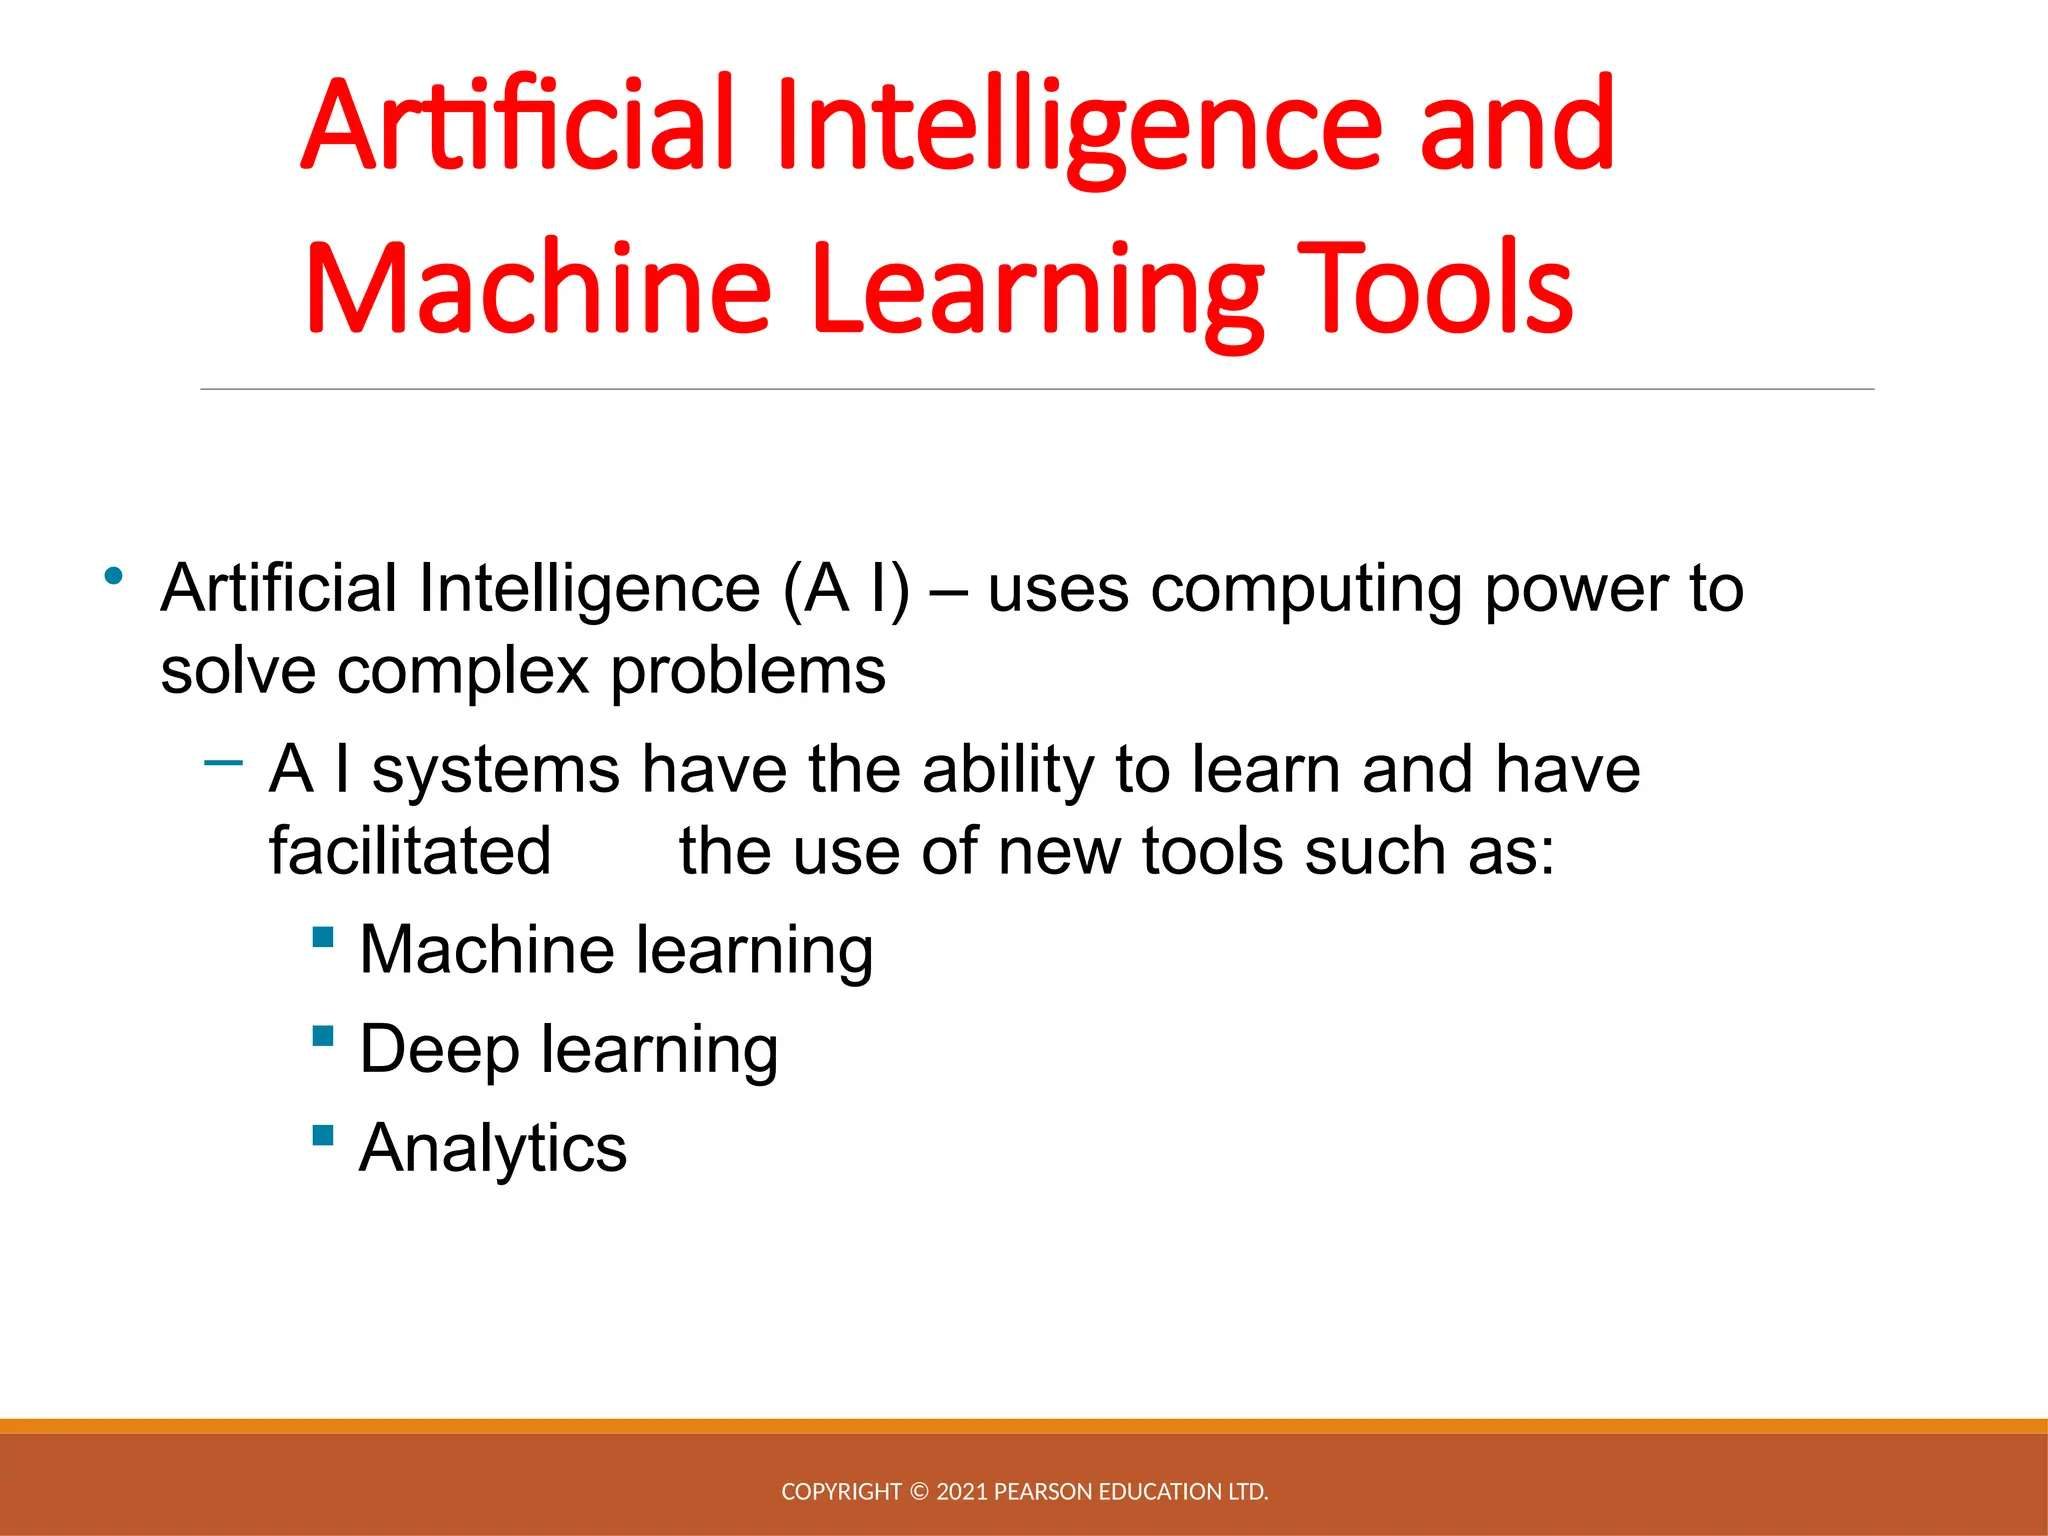 Artificial Intelligence and
Machine Learning Tools
• Artificial Intelligence (A I) – uses computing power to
solve complex problems
– A I systems have the ability to learn and have
facilitated the use of new tools such as:
▪ Machine learning
▪ Deep learning
▪ Analytics
COPYRIGHT © 2021 PEARSON EDUCATION LTD.